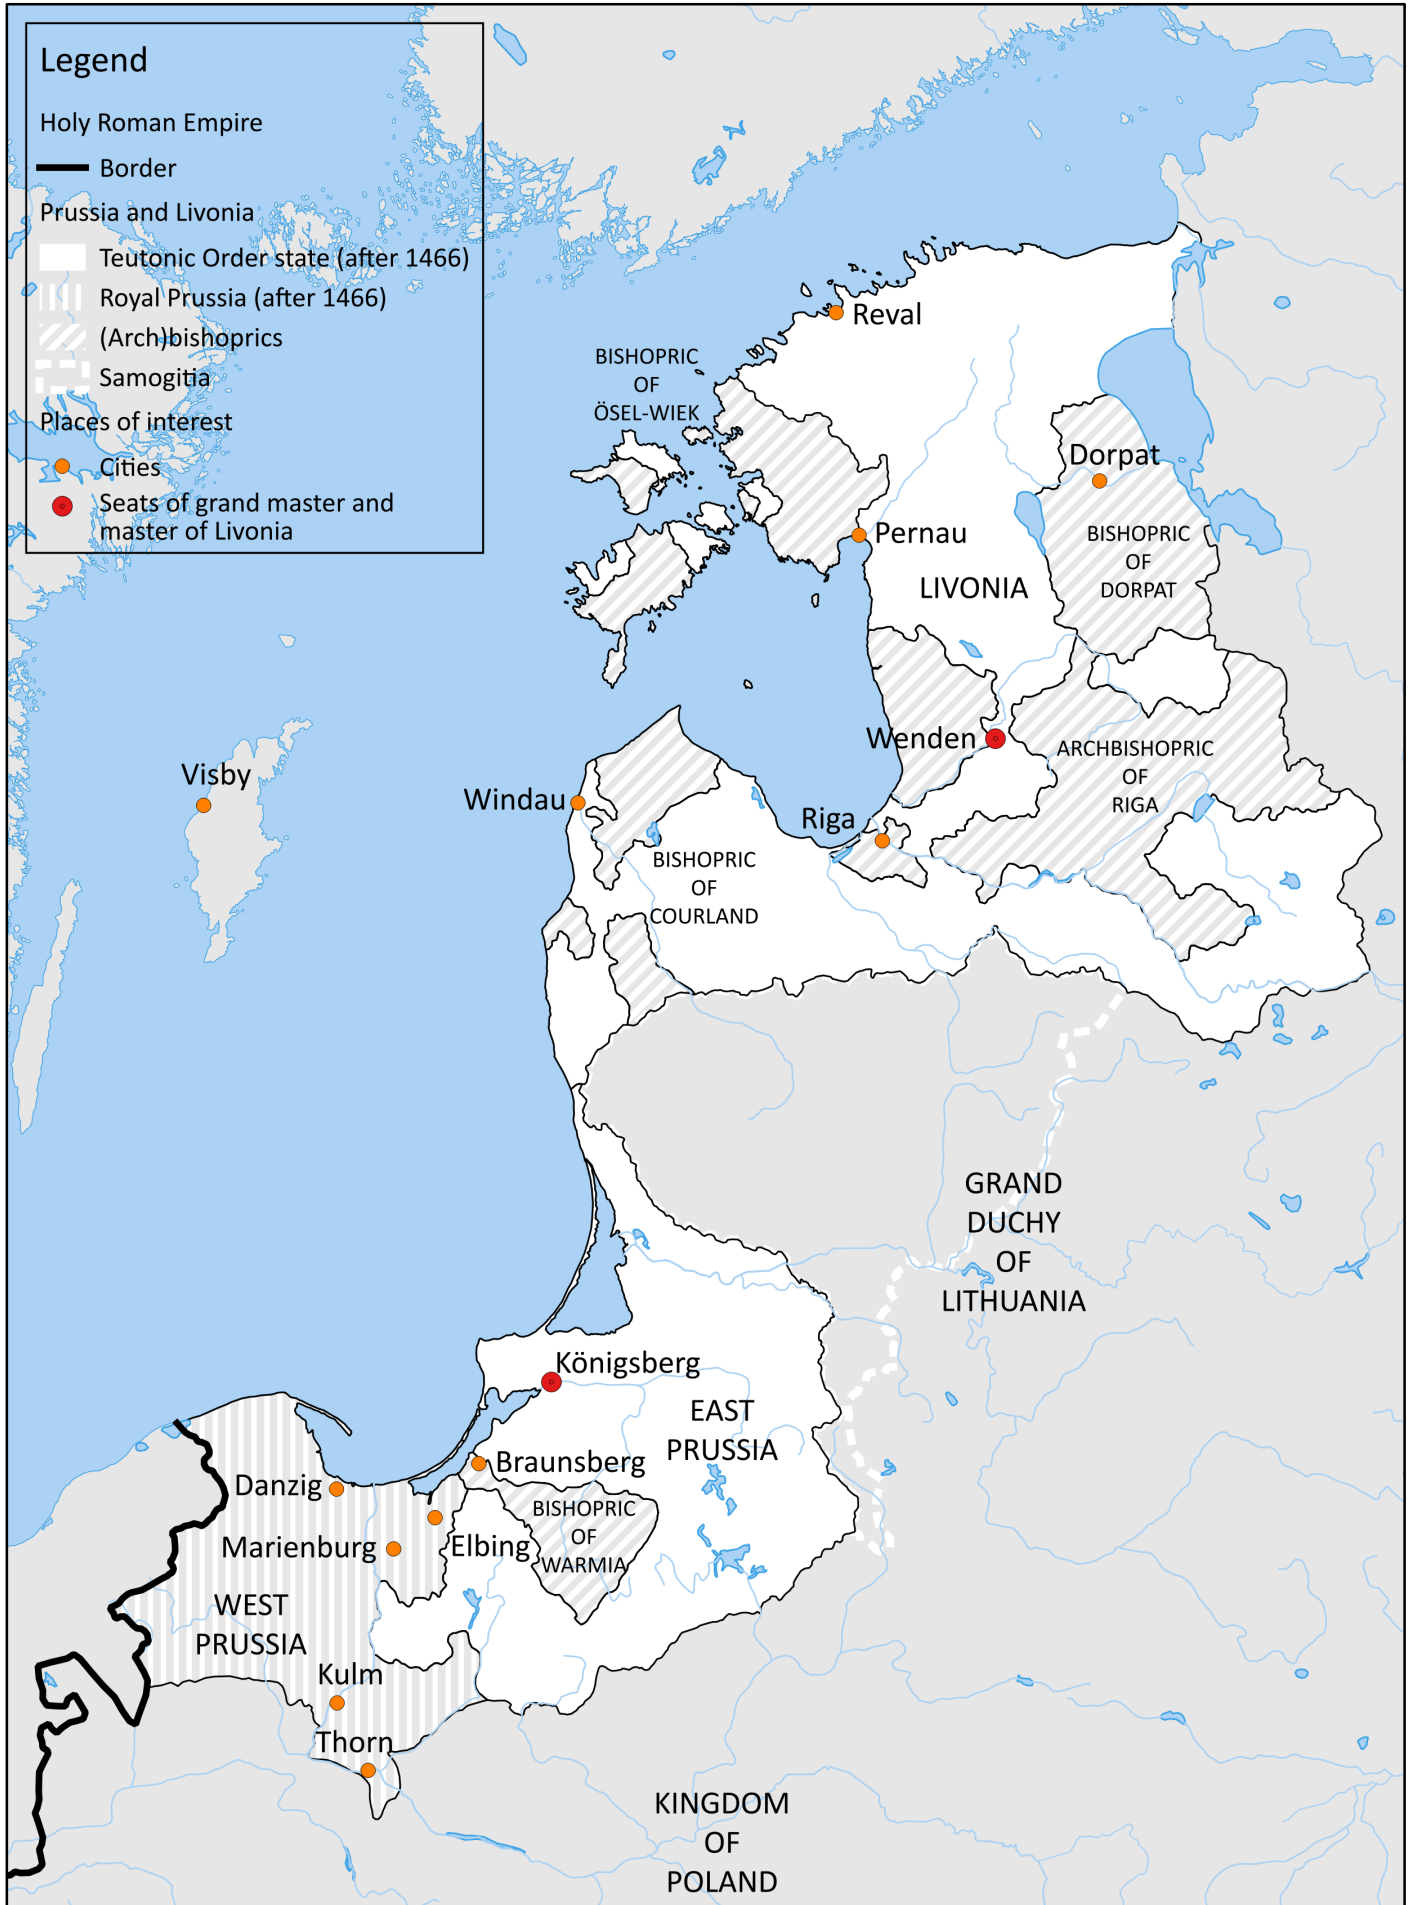 Legend
Holy Roman Empire
Border
Prussia and Livonia
Teutonic Order state (after 1466)
Royal Prussia (after 1466)
(Arch)bishoprics
Samogitia
Places of interest
Cities
Seats of grand master and
master of Livonia
Reval
BISHOPRIC
OF
ÖSEL-WIEK
Dorpat
Pernau
BISHOPRIC
OF
DORPAT
LIVONIA
Wenden
ARCHBISHOPRIC
OF
RIGA
Visby
Windau
Riga
BISHOPRIC
OF
COURLAND
GRAND
DUCHY
OF
LITHUANIA
Königsberg
EAST
PRUSSIA
Braunsberg
Danzig
BISHOPRIC
OF
WARMIA
Marienburg
Elbing
WEST
PRUSSIA
Kulm
Thorn
KINGDOM
OF
POLAND